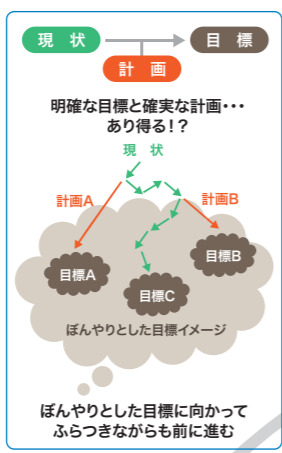 現　状
目　標
計　画
明確な目標と確実な計画・・・
あり得る！？
現　状
計画A
計画B
目標A
目標B
目標C
ぼんやりとした目標イメージ
ぼんやりとした目標に向かって
ふらつきながらも前に進む